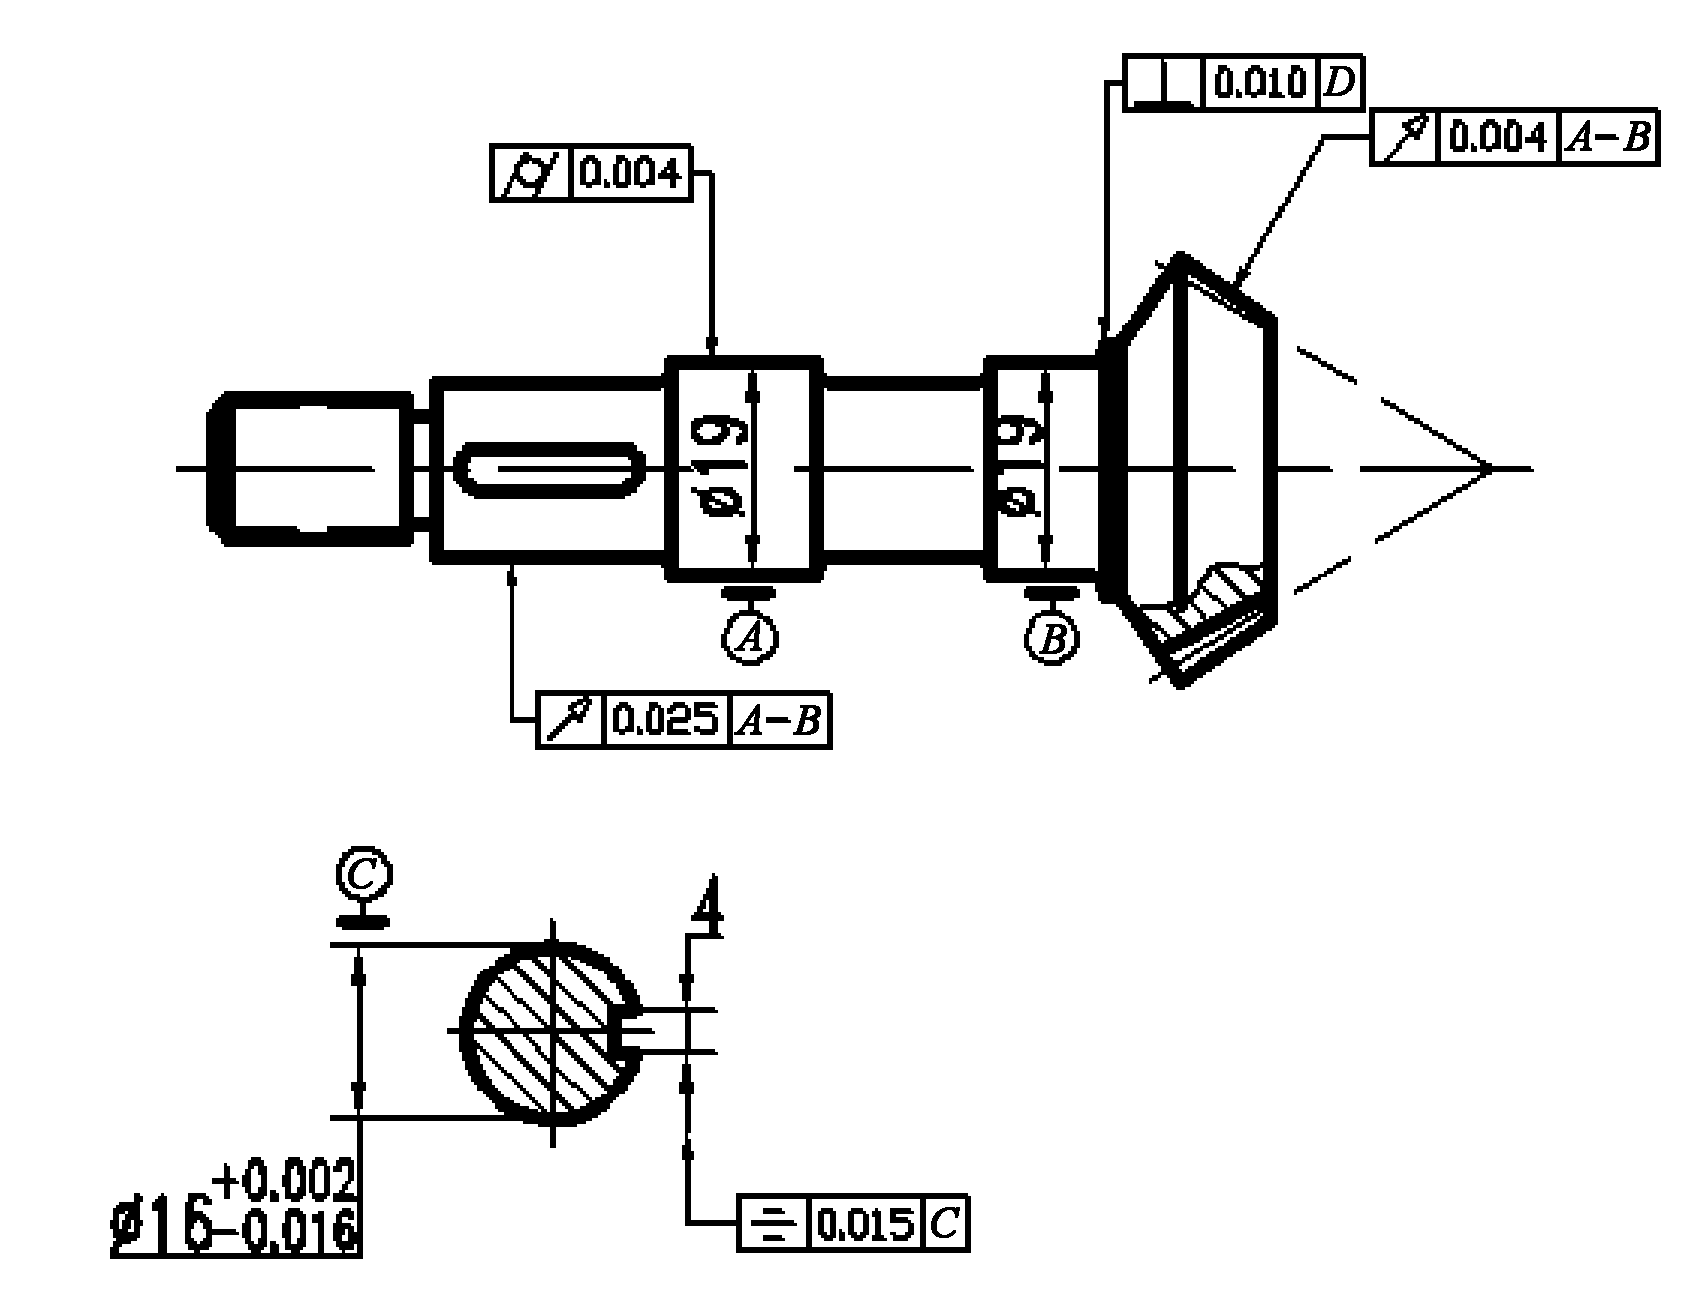 ⊥ 0.010 D
↗ 0.004 A-B
⌭ 0.004
ø19
ø19
A
B
↗ 0.025 A-B
C
4
ø16 +0.002
-0.016
⌯ 0.015 C